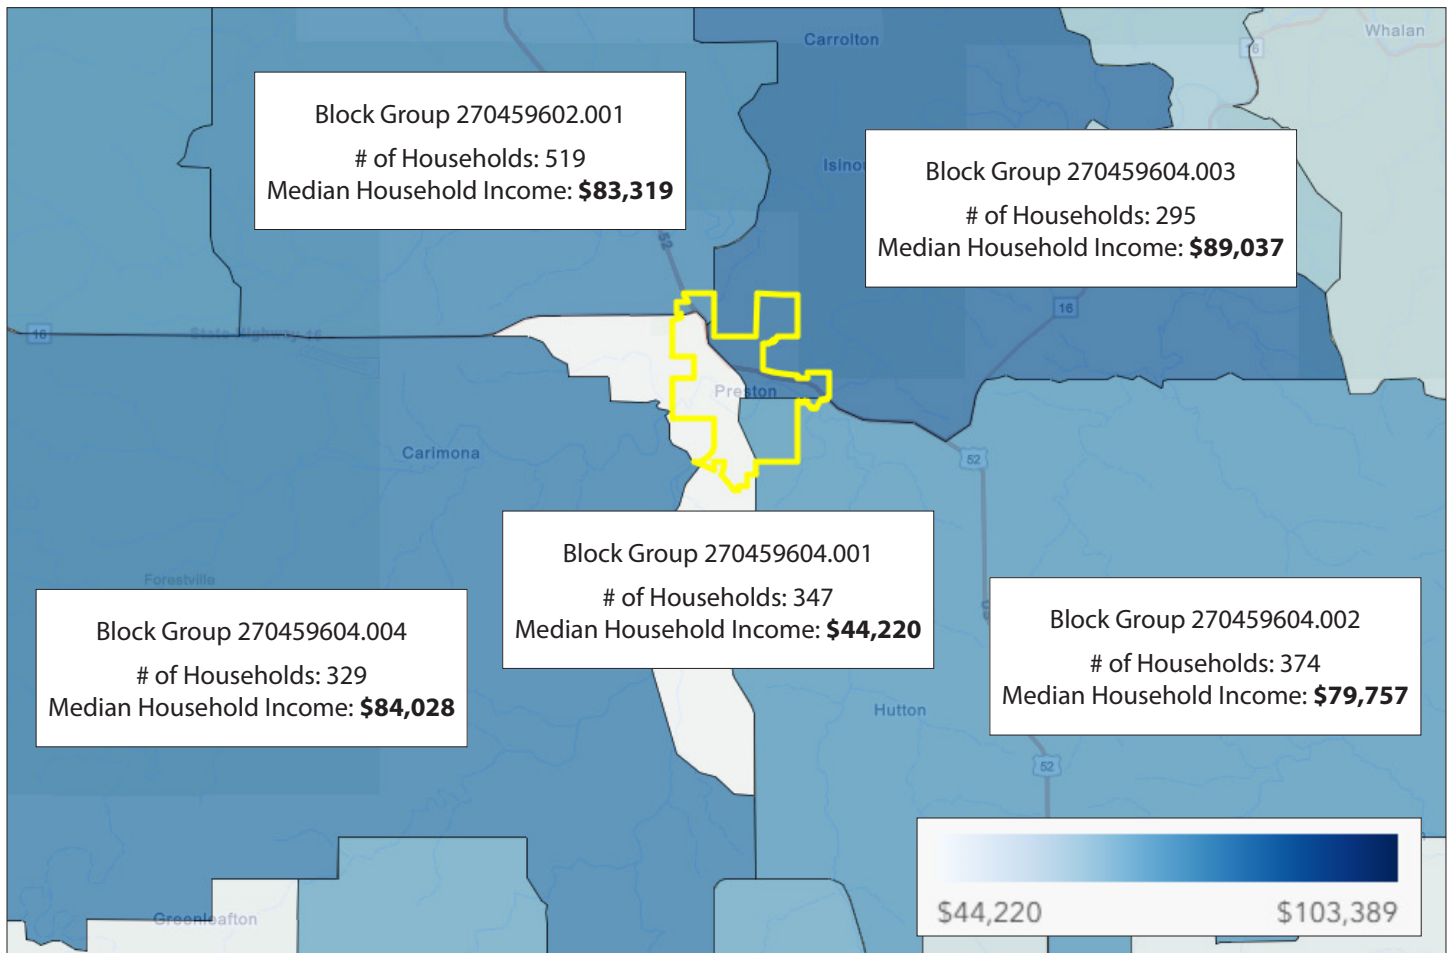 Carrolton
Whalan
16
Block Group 270459602.001
# of Households: 519
Median Household Income: $83,319
Block Group 270459604.003
# of Households: 295
Median Household Income: $89,037
52
16
16
State Highway 16
Preston
Carimona
52
Block Group 270459604.001
# of Households: 347
Median Household Income: $44,220
Forestville
Block Group 270459604.004
# of Households: 329
Median Household Income: $84,028
Block Group 270459604.002
# of Households: 374
Median Household Income: $79,757
Hutton
52
Greenleafton
$44,220
$103,389